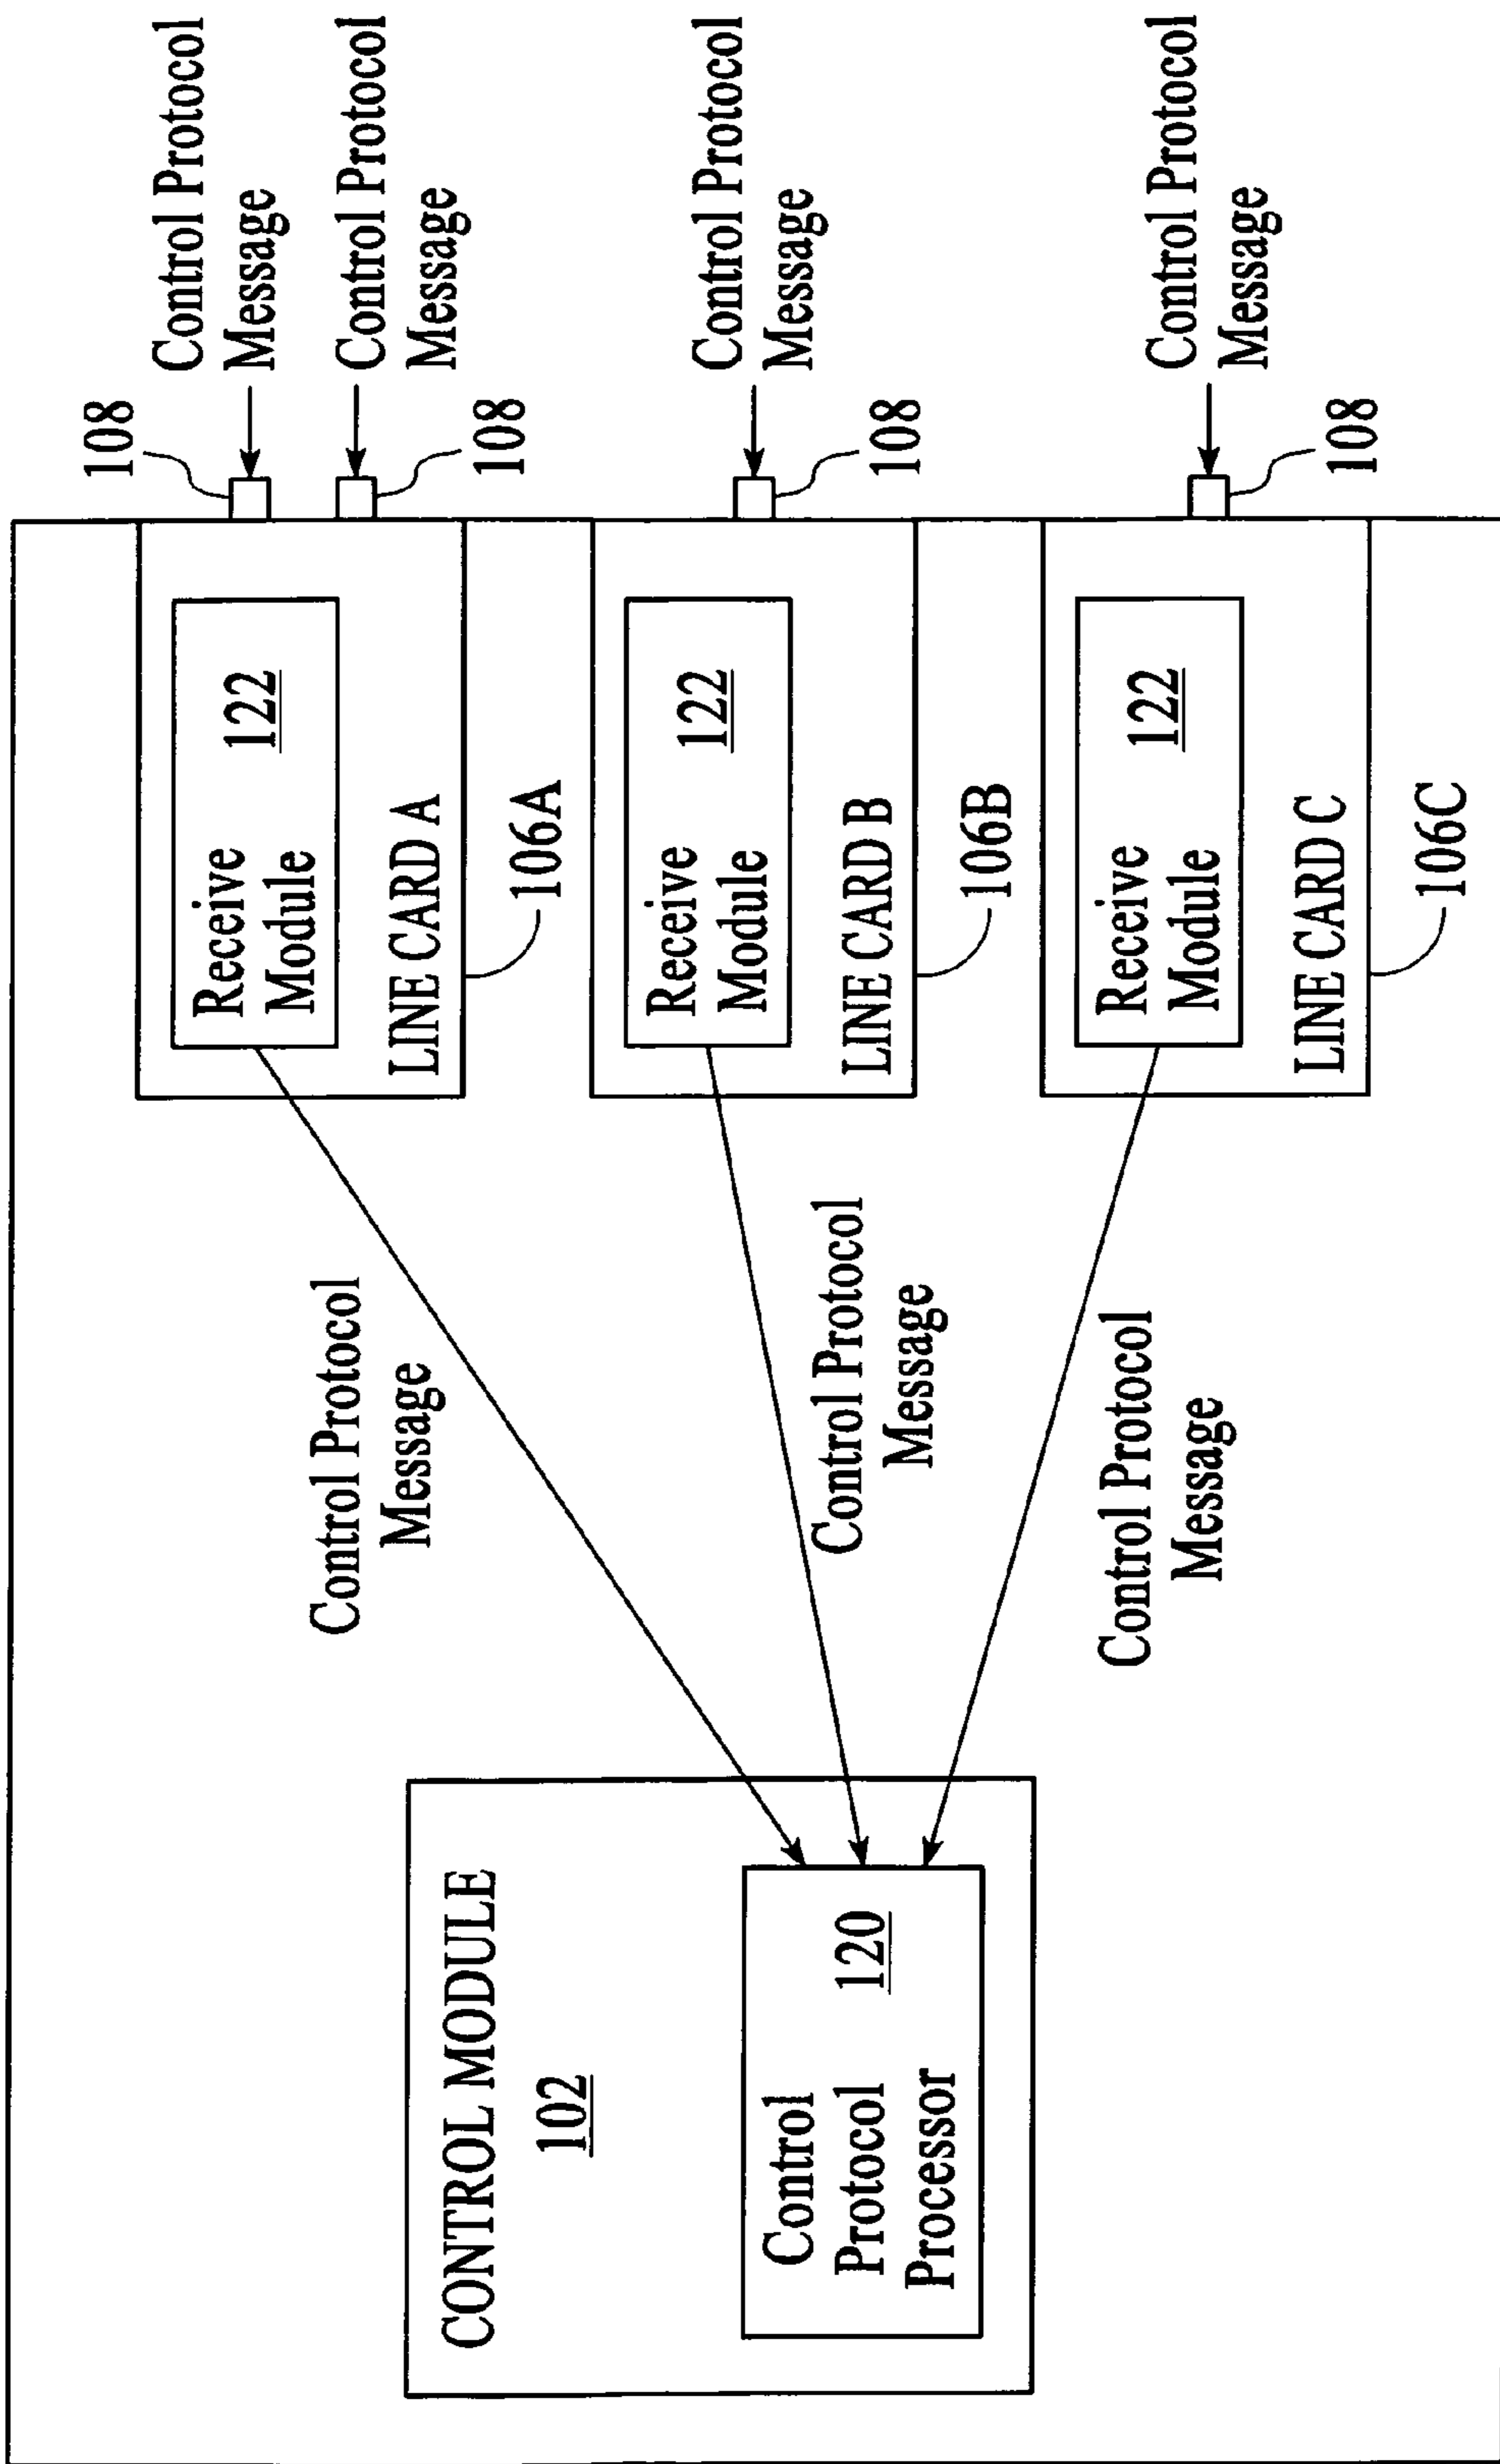 CONTROL MODULE
102
Control
Protocol
Processor
120
Control Protocol
Message
Control Protocol
Message
Control Protocol
Message
Receive
Module
122
LINE CARD A
106A
Receive
Module
122
LINE CARD B
106B
Receive
Module
122
LINE CARD C
106C
108
Control Protocol
Message
108
Control Protocol
Message
108
Control Protocol
Message
108
Control Protocol
Message